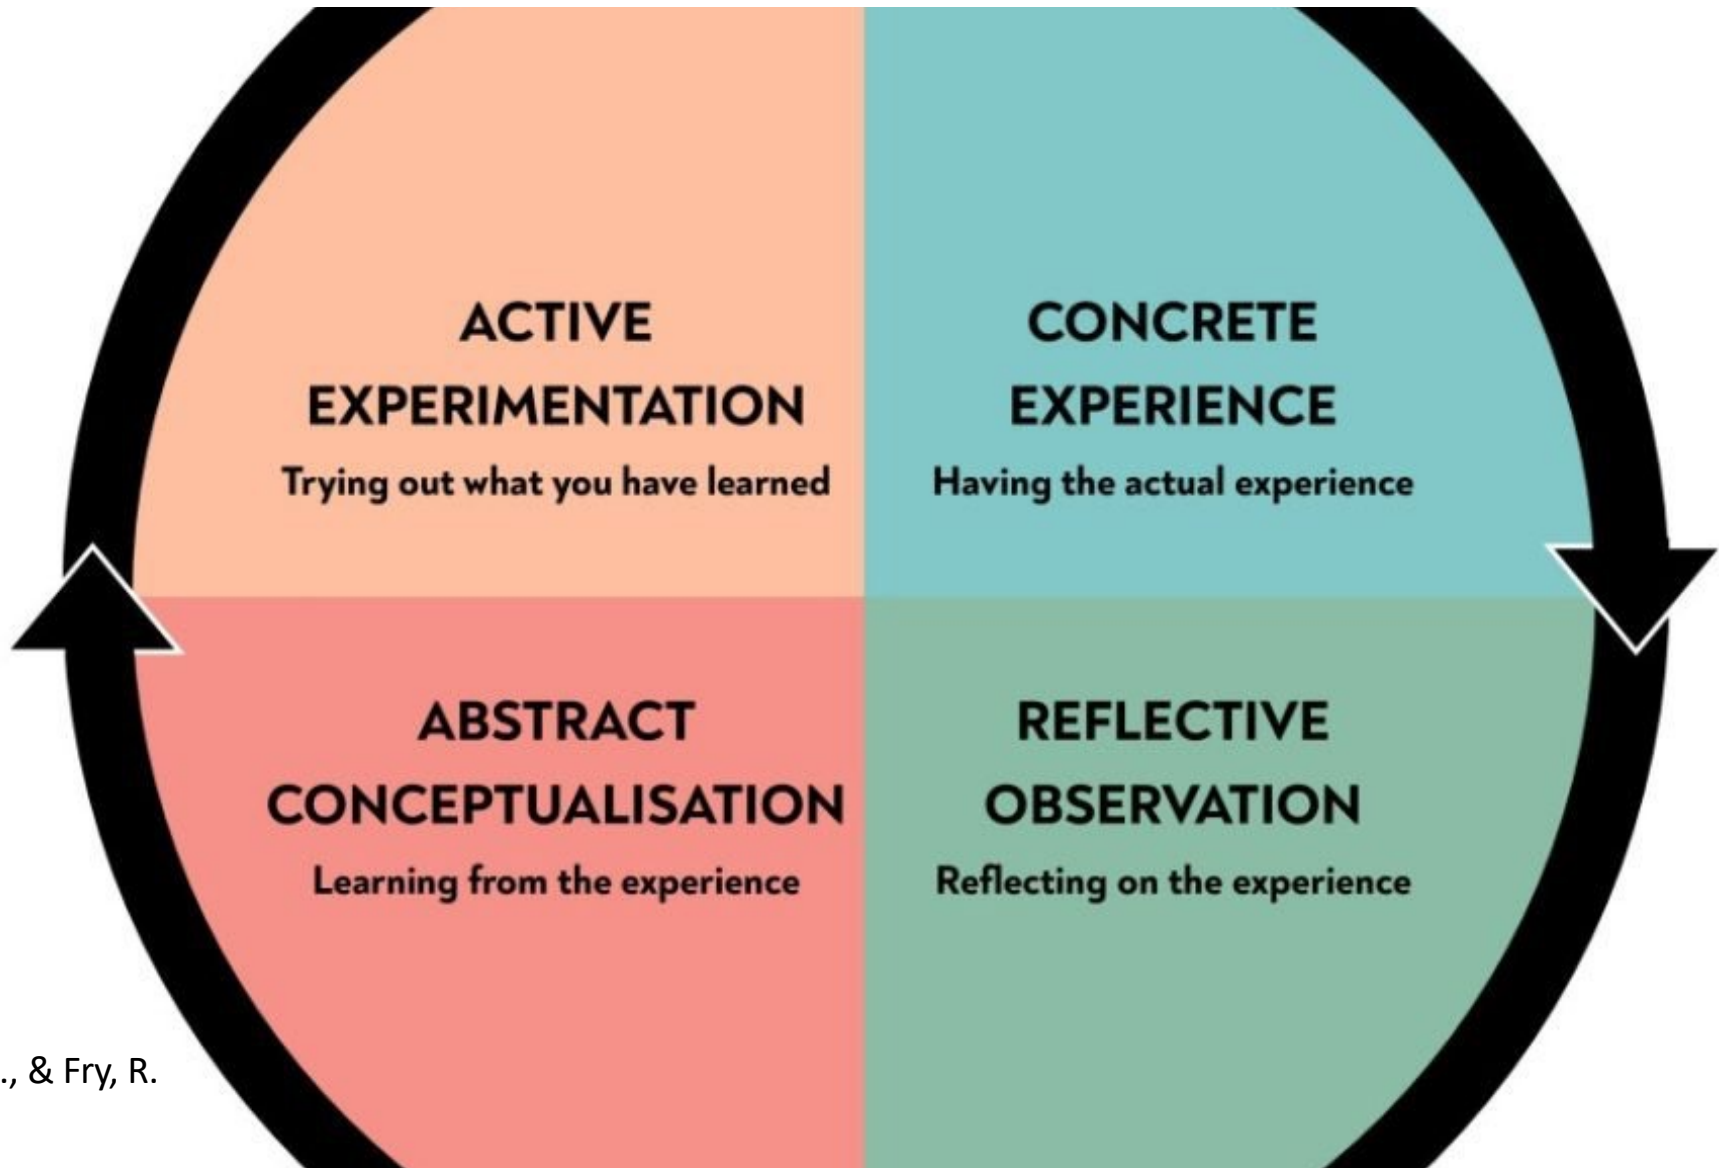 ACTIVE
EXPERIMENTATION
Trying out what you have learned
CONCRETE
EXPERIENCE
Having the actual experience
ABSTRACT
CONCEPTUALISATION
Learning from the experience
REFLECTIVE
OBSERVATION
Reflecting on the experience
., & Fry, R.